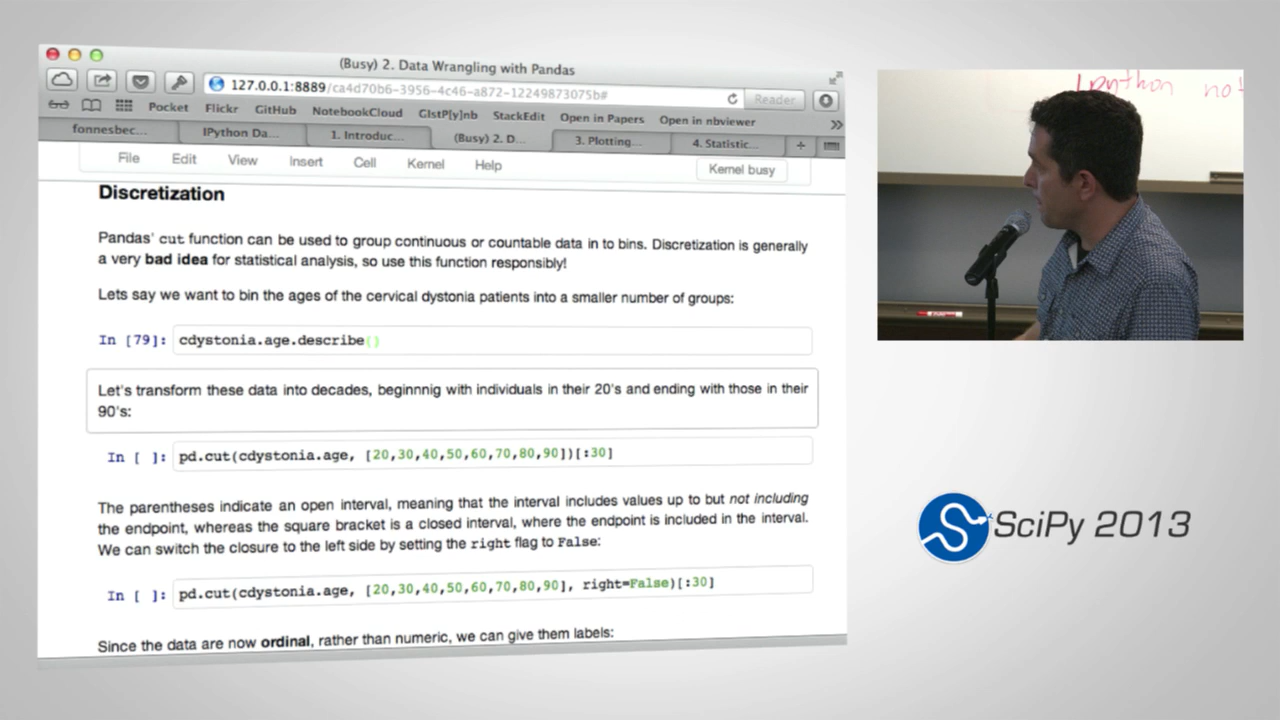 (Busy) 2. Data Wrangling with Pandas
127.0.0.1:8889/ca4d70b6-3956-4c46-a872-12249873075b#
Reader
Pocket Flickr GitHub NotebookCloud GIstP[y]nb StackEdit Open in Papers Open in nbviewer
fonnesbec... IPython Da... 1. Introduc... (Busy) 2. D... 3. Plotting... 4. Statistic...
File Edit View Insert Cell Kernel Help Kernel busy
Discretization
Pandas' cut function can be used to group continuous or countable data in to bins. Discretization is generally
a very bad idea for statistical analysis, so use this function responsibly!
Lets say we want to bin the ages of the cervical dystonia patients into a smaller number of groups:
In [79]: cdystonia.age.describe()
Let's transform these data into decades, beginnnig with individuals in their 20's and ending with those in their
90's:
In [ ]: pd.cut(cdystonia.age, [20,30,40,50,60,70,80,90])[:30]
The parentheses indicate an open interval, meaning that the interval includes values up to but not including
the endpoint, whereas the square bracket is a closed interval, where the endpoint is included in the interval.
We can switch the closure to the left side by setting the right flag to False:
In [ ]: pd.cut(cdystonia.age, [20,30,40,50,60,70,80,90], right=False)[:30]
Since the data are now ordinal, rather than numeric, we can give them labels:
Ipython not
SciPy 2013